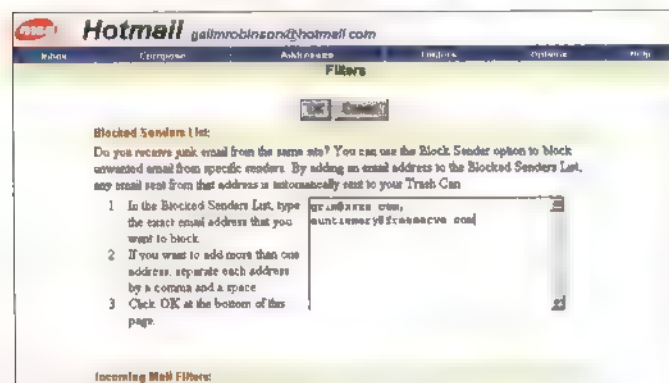 msn Hotmail gailmrobinson@hotmail com
Inbox Compose Addresses Folders Options Help
Filters
OK Cancel
Blocked Senders List:
Do you receive junk email from the same site? You can use the Block Sender option to block
unwanted email from specific senders. By adding an email address to the Blocked Senders List,
any email sent from that address is automatically sent to your Trash Can
1 In the Blocked Senders List, type
the exact email address that you
want to block
2 If you want to add more than one
address, separate each address
by a comma and a space
3 Click OK at the bottom of this
page.
com,
auntiemary@freeserve com
Incoming Mail Filters: